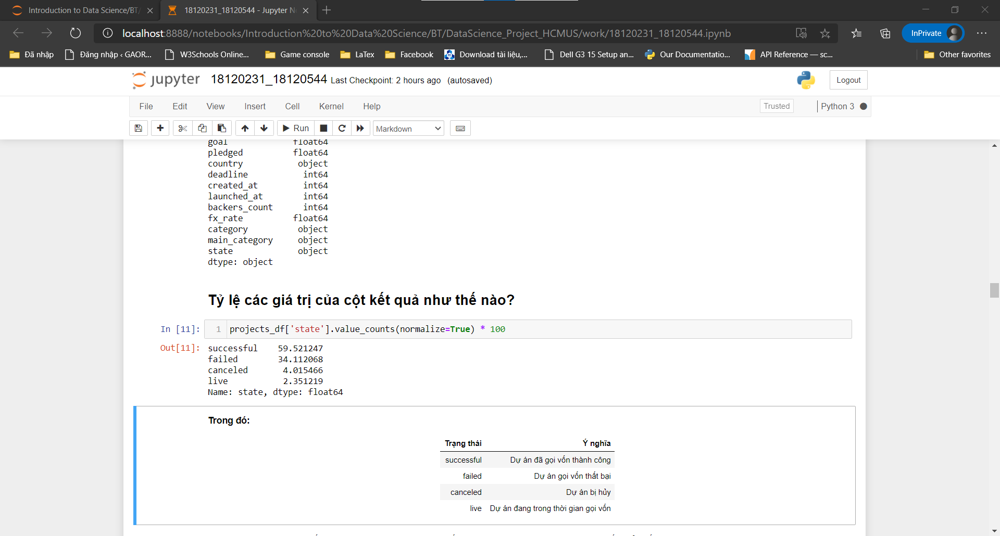 Introduction to Data Science/BT/
18120231_18120544 - Jupyter N
localhost:8888/notebooks/Introduction%20to%20Data%20Science/BT/DataScience_Project_HCMUS/work/18120231_18120544.ipynb
InPrivate
Đã nhập
Đăng nhập ‹ GAOR...
W3Schools Online...
Game console
LaTex
Facebook
Download tài liệu,...
Dell G3 15 Setup an...
Our Documentatio...
API Reference — sc...
Other favorites
jupyter 18120231_18120544 Last Checkpoint: 2 hours ago (autosaved)
Logout
File Edit View Insert Cell Kernel Help
Trusted
Python 3
Run
Markdown
goal float64
pledged float64
country object
deadline int64
created_at int64
launched_at int64
backers_count int64
fx_rate float64
category object
main_category object
state object
dtype: object
Tỷ lệ các giá trị của cột kết quả như thế nào?
In [11]: 1 projects_df['state'].value_counts(normalize=True) * 100
Out[11]: successful 59.521247
failed 34.112068
canceled 4.015466
live 2.351219
Name: state, dtype: float64
Trong đó:
Trạng thái Ý nghĩa
successful Dự án đã gọi vốn thành công
failed Dự án gọi vốn thất bại
canceled Dự án bị hủy
live Dự án đang trong thời gian gọi vốn